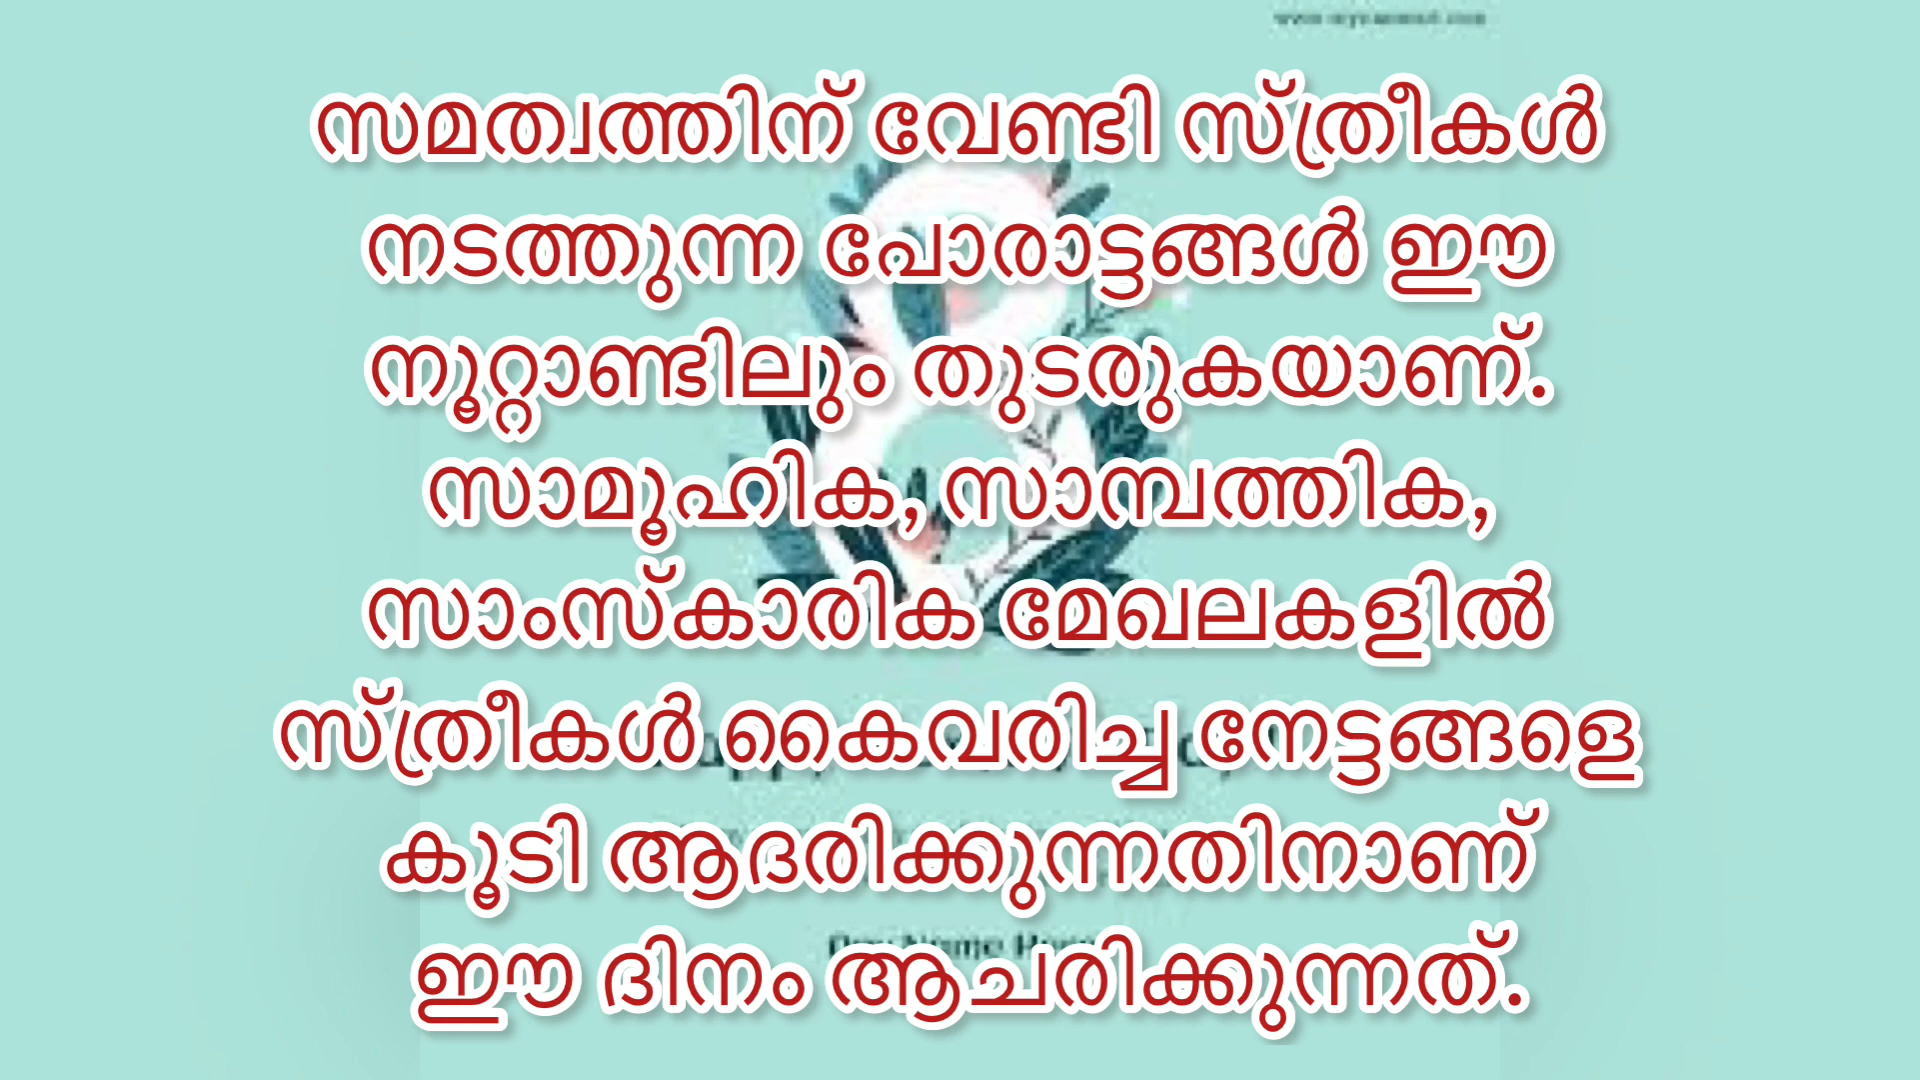 സമത്വത്തിന് വേണ്ടി സ്ത്രീകൾ
നടത്തുന്ന പോരാട്ടങ്ങൾ ഈ
നൂറ്റാണ്ടിലും തുടരുകയാണ്.
സാമൂഹിക, സാമ്പത്തിക,
സാംസ്കാരിക മേഖലകളിൽ
സ്ത്രീകൾ കൈവരിച്ച നേട്ടങ്ങളെ
കൂടി ആദരിക്കുന്നതിനാണ്
ഈ ദിനം ആചരിക്കുന്നത്.